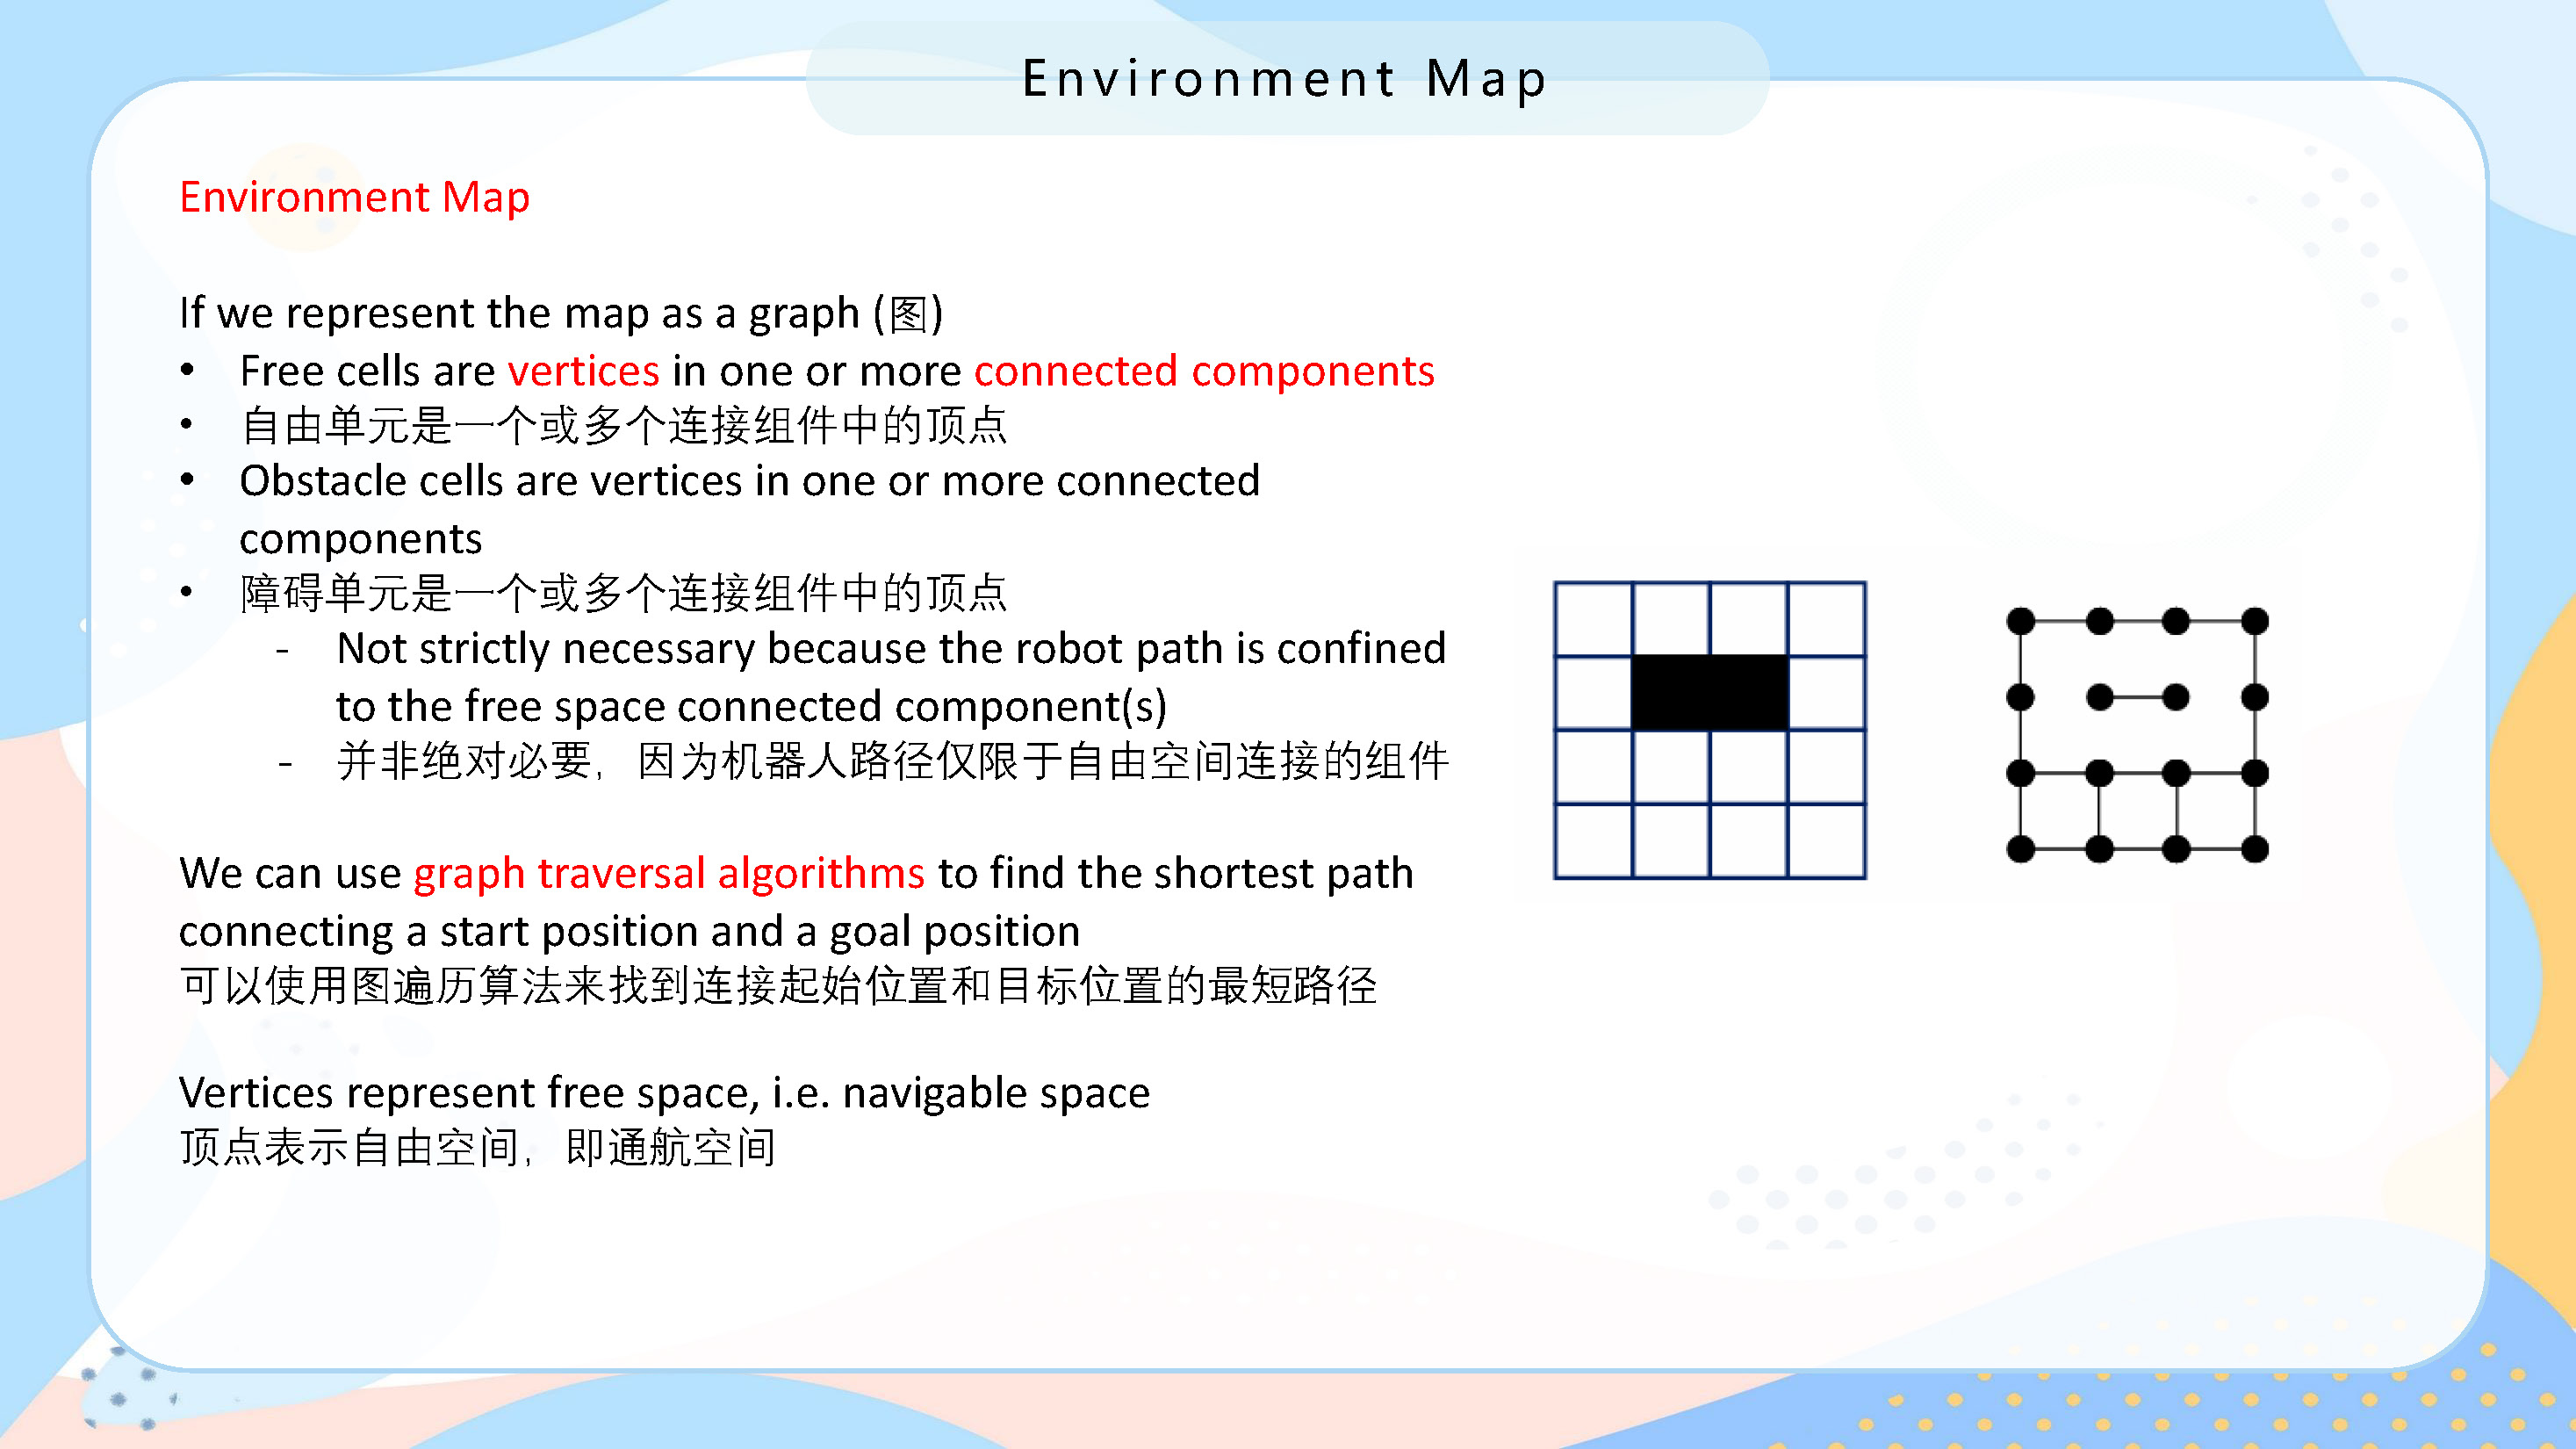 Environment Map
Environment Map
If we represent the map as a graph (图)
• Free cells are vertices in one or more connected components
• 自由单元是一个或多个连接组件中的顶点
• Obstacle cells are vertices in one or more connected
components
• 障碍单元是一个或多个连接组件中的顶点
- Not strictly necessary because the robot path is confined
to the free space connected component(s)
- 并非绝对必要，因为机器人路径仅限于自由空间连接的组件
We can use graph traversal algorithms to find the shortest path
connecting a start position and a goal position
可以使用图遍历算法来找到连接起始位置和目标位置的最短路径
Vertices represent free space, i.e. navigable space
顶点表示自由空间，即通航空间